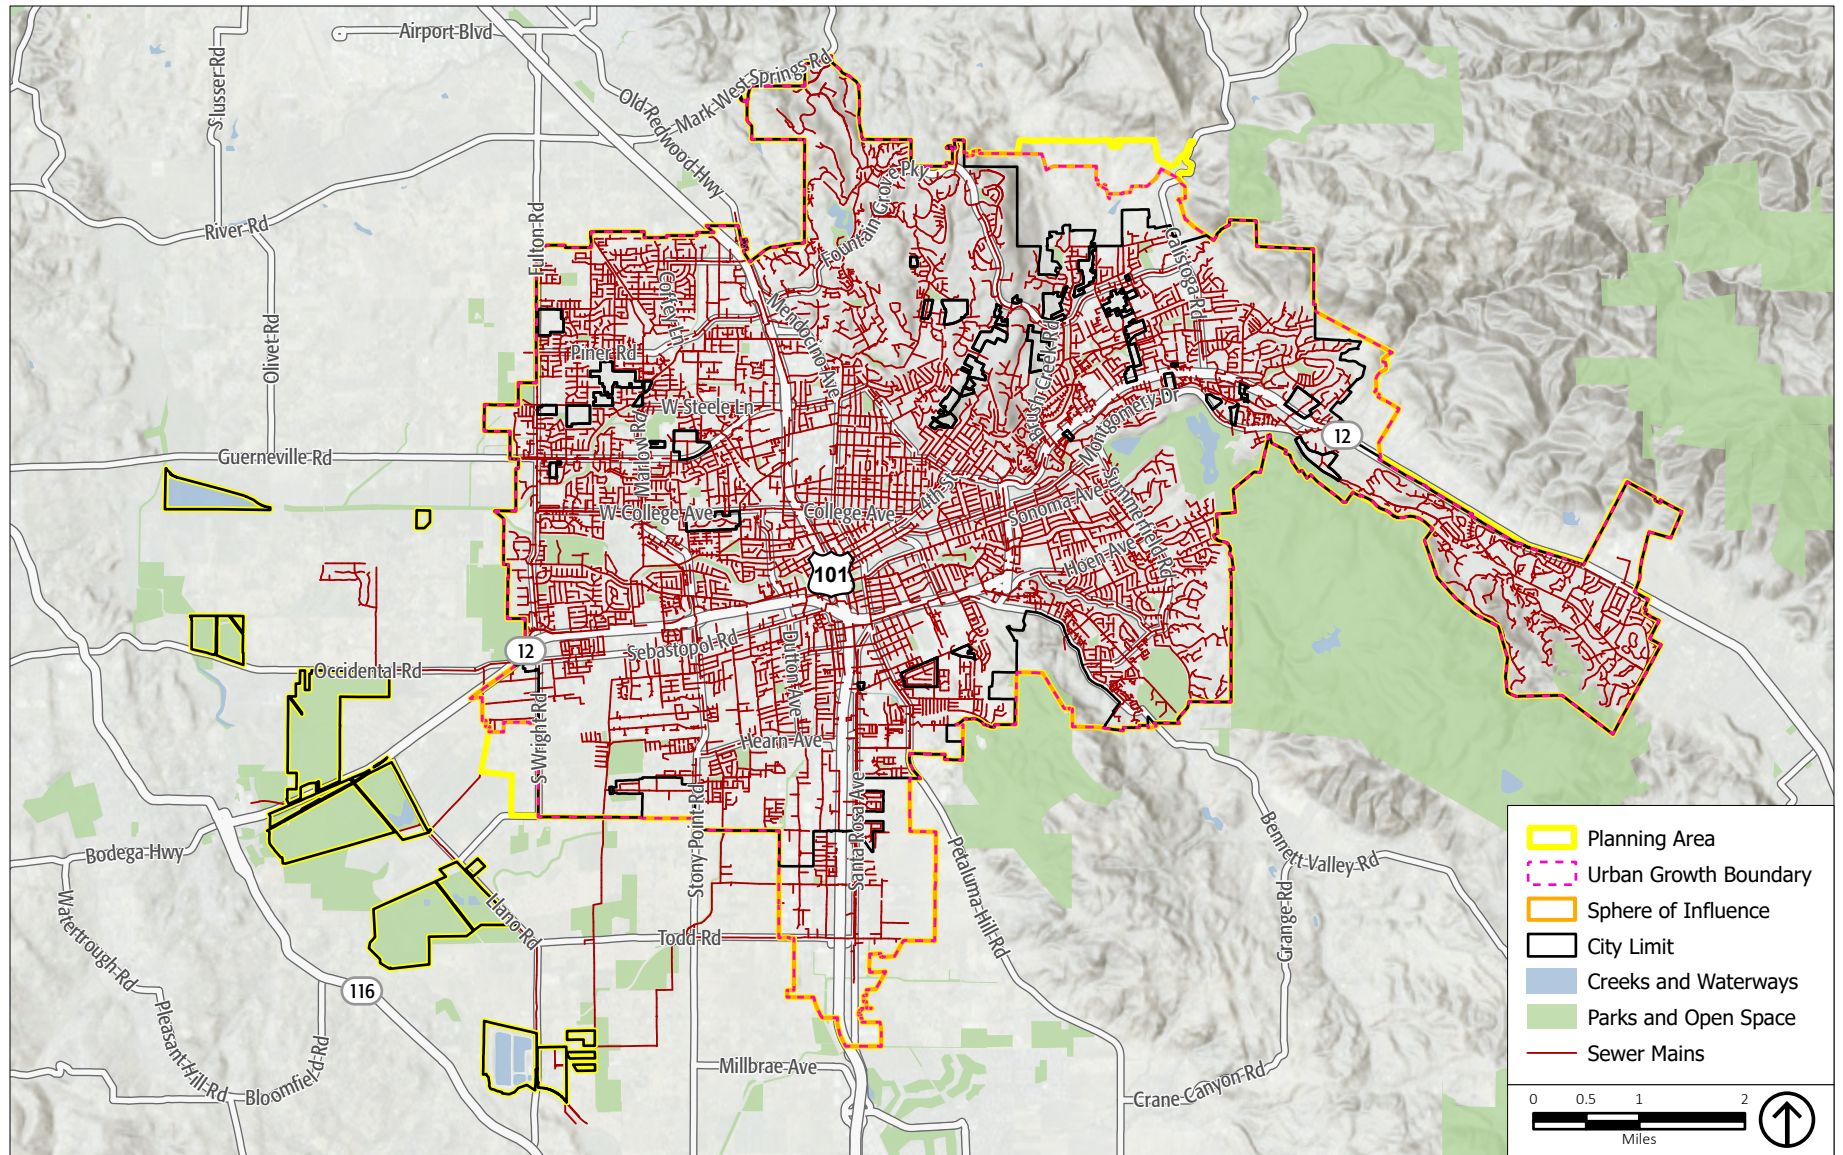 Airport Blvd
Slusser Rd
Old Redwood Hwy
Mark West Springs Rd
River Rd
Fulton Rd
Fountain Grove Pky
Calistoga Rd
Coffey Ln
Mendocino Ave
Olivet Rd
Piner Rd
Brush Creek Rd
W Steele Ln
Montgomery Dr
Marlow Rd
12
Guerneville Rd
4th St
Summerfield Rd
Sonoma Ave
W College Ave
College Ave
Hoen Ave
101
12
Sebastopol Rd
Dutton Ave
Occidental Rd
S Wright Rd
Hearn Ave
Stony Point Rd
Santa Rosa Ave
Petaluma Hill Rd
Bennett Valley Rd
Bodega Hwy
Watertrough Rd
Llano Rd
Todd Rd
Grange Rd
116
Pleasant Hill Rd
Bloomfield Rd
Millbrae Ave
Crane Canyon Rd
Planning Area
Urban Growth Boundary
Sphere of Influence
City Limit
Creeks and Waterways
Parks and Open Space
Sewer Mains
0 0.5 1 2
Miles